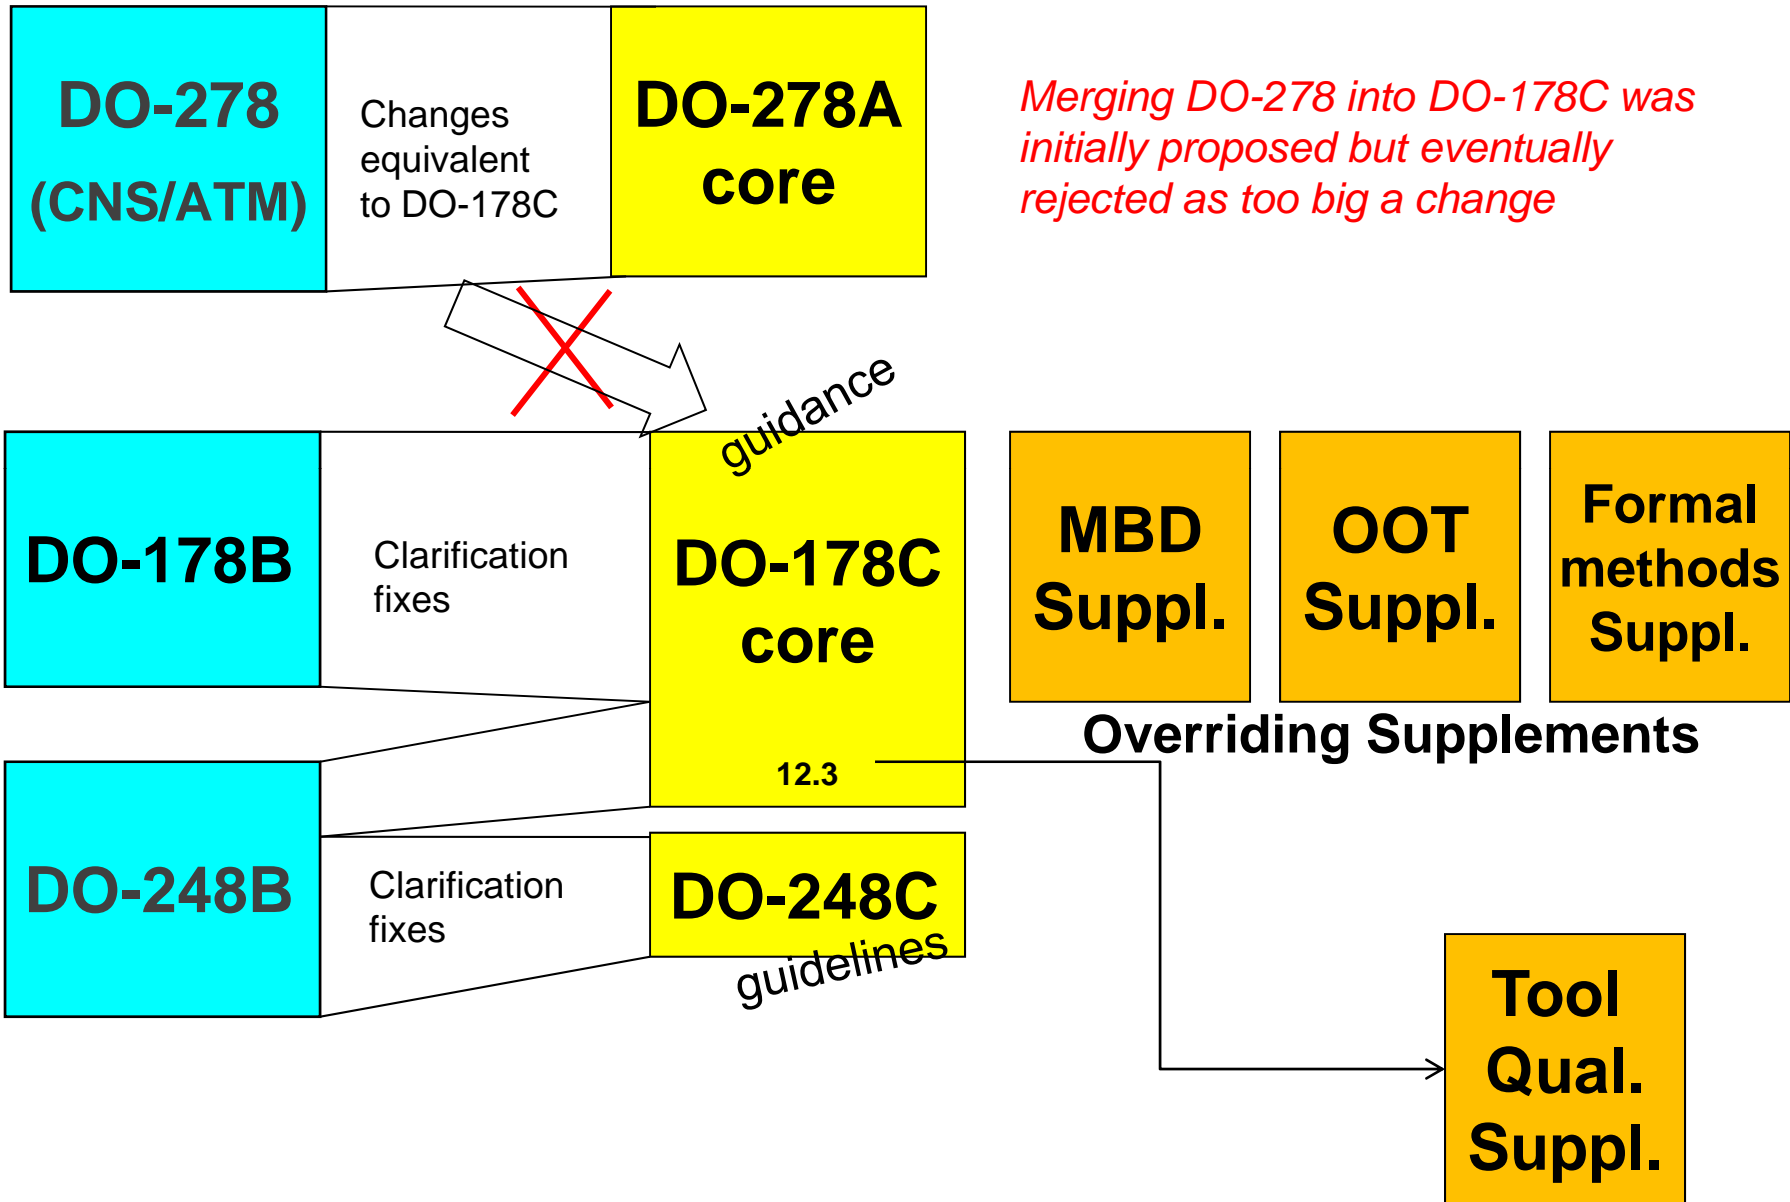 DO-278
(CNS/ATM)
Changes
equivalent
to DO-178C
DO-278A
core
Merging DO-278 into DO-178C was
initially proposed but eventually
rejected as too big a change
guidance
DO-178B
Clarification
fixes
DO-178C
core
12.3
MBD
Suppl.
OOT
Suppl.
Formal
methods
Suppl.
Overriding Supplements
DO-248B
Clarification
fixes
DO-248C
guidelines
Tool
Qual.
Suppl.